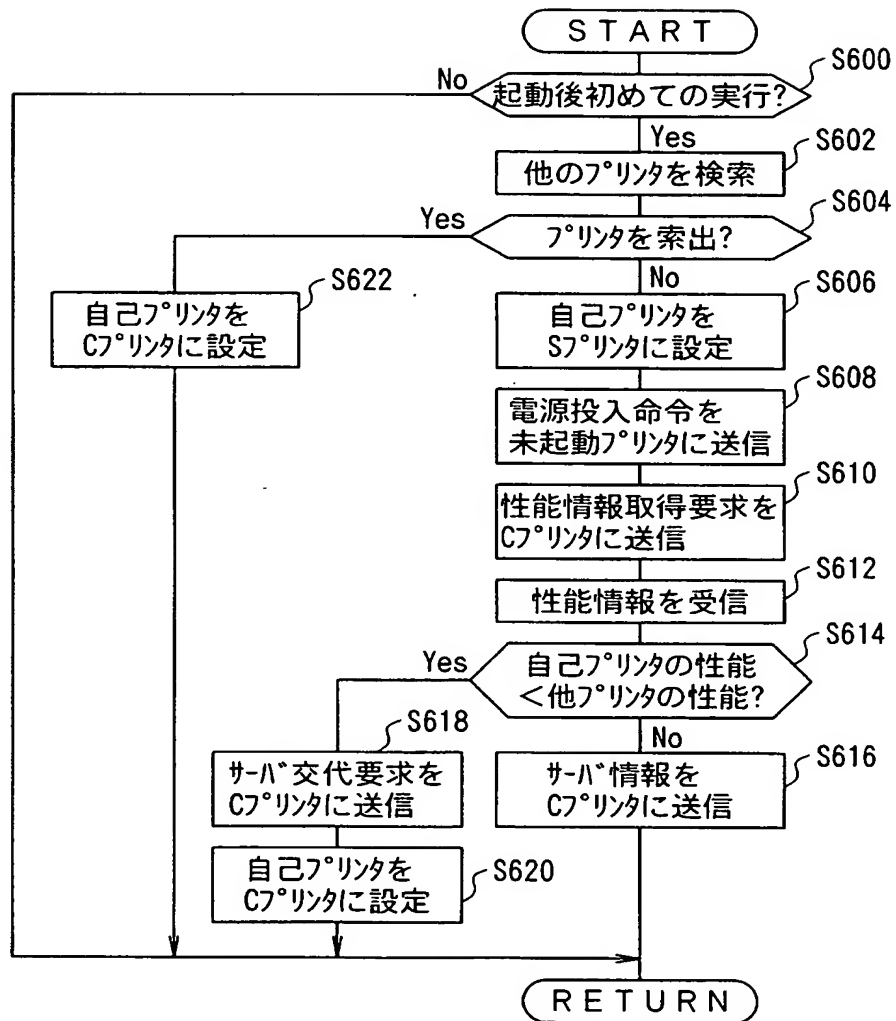 START
S600
No
起動後初めての実行?
Yes
S602
他のプリンタを検索
S604
Yes
プリンタを索出?
No
S622
自己プリンタを
Cプリンタに設定
S606
自己プリンタを
Sプリンタに設定
S608
電源投入命令を
未起動プリンタに送信
S610
性能情報取得要求を
Cプリンタに送信
S612
性能情報を受信
S614
Yes
自己プリンタの性能
<他プリンタの性能?
No
S618
サーバ交代要求を
Cプリンタに送信
S616
サーバ情報を
Cプリンタに送信
S620
自己プリンタを
Cプリンタに設定
RETURN